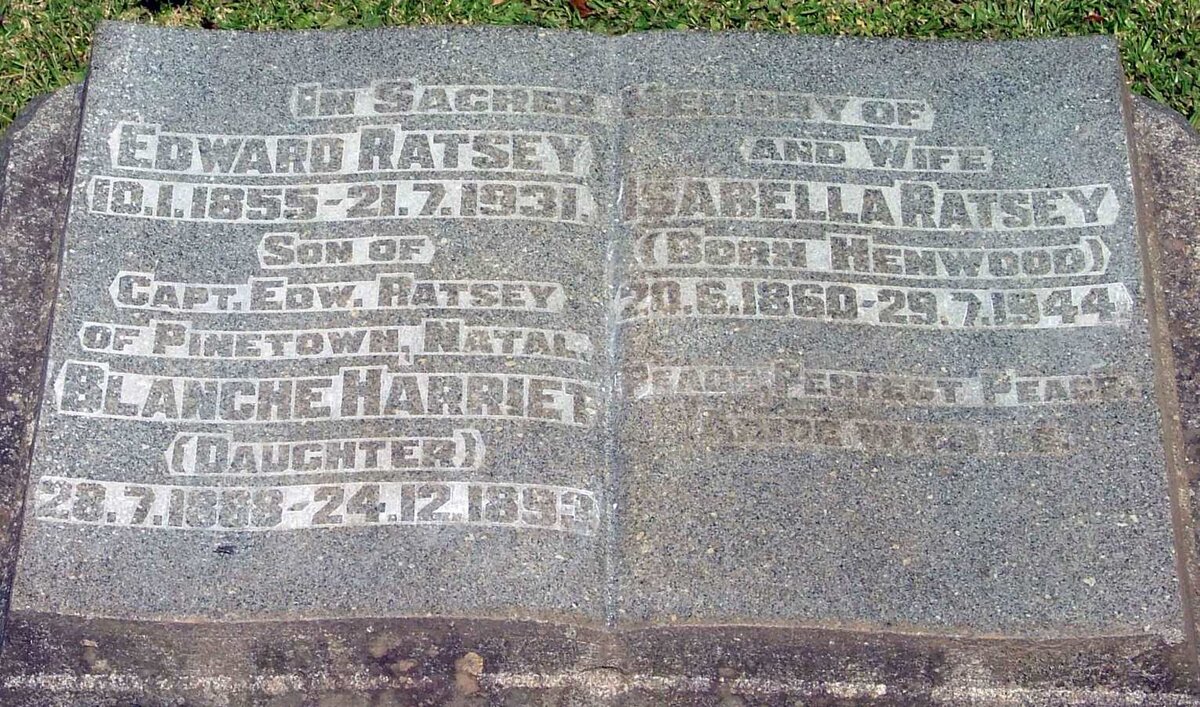 IN SACRED MEMORY OF
EDWARD RATSEY
10.1.1855-21.7.1931.
SON OF
CAPT. EDW. RATSEY
OF PINETOWN, NATAL
BLANCHE HARRIET
(DAUGHTER)
28.7.1889-24.12.1893
AND WIFE
ISABELLA RATSEY
(BORN HENWOOD)
20.6.1860-29.7.1944
PEACE, PERFECT PEACE